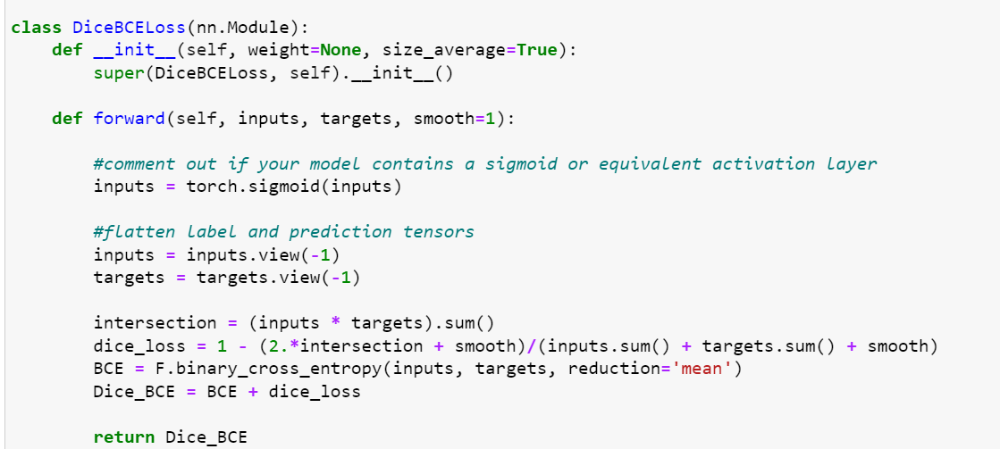 class DiceBCELoss(nn.Module):
    def __init__(self, weight=None, size_average=True):
        super(DiceBCELoss, self).__init__()
    def forward(self, inputs, targets, smooth=1):
        #comment out if your model contains a sigmoid or equivalent activation layer
        inputs = torch.sigmoid(inputs)
        #flatten label and prediction tensors
        inputs = inputs.view(-1)
        targets = targets.view(-1)
        intersection = (inputs * targets).sum()
        dice_loss = 1 - (2.*intersection + smooth)/(inputs.sum() + targets.sum() + smooth)
        BCE = F.binary_cross_entropy(inputs, targets, reduction='mean')
        Dice_BCE = BCE + dice_loss
        return Dice_BCE